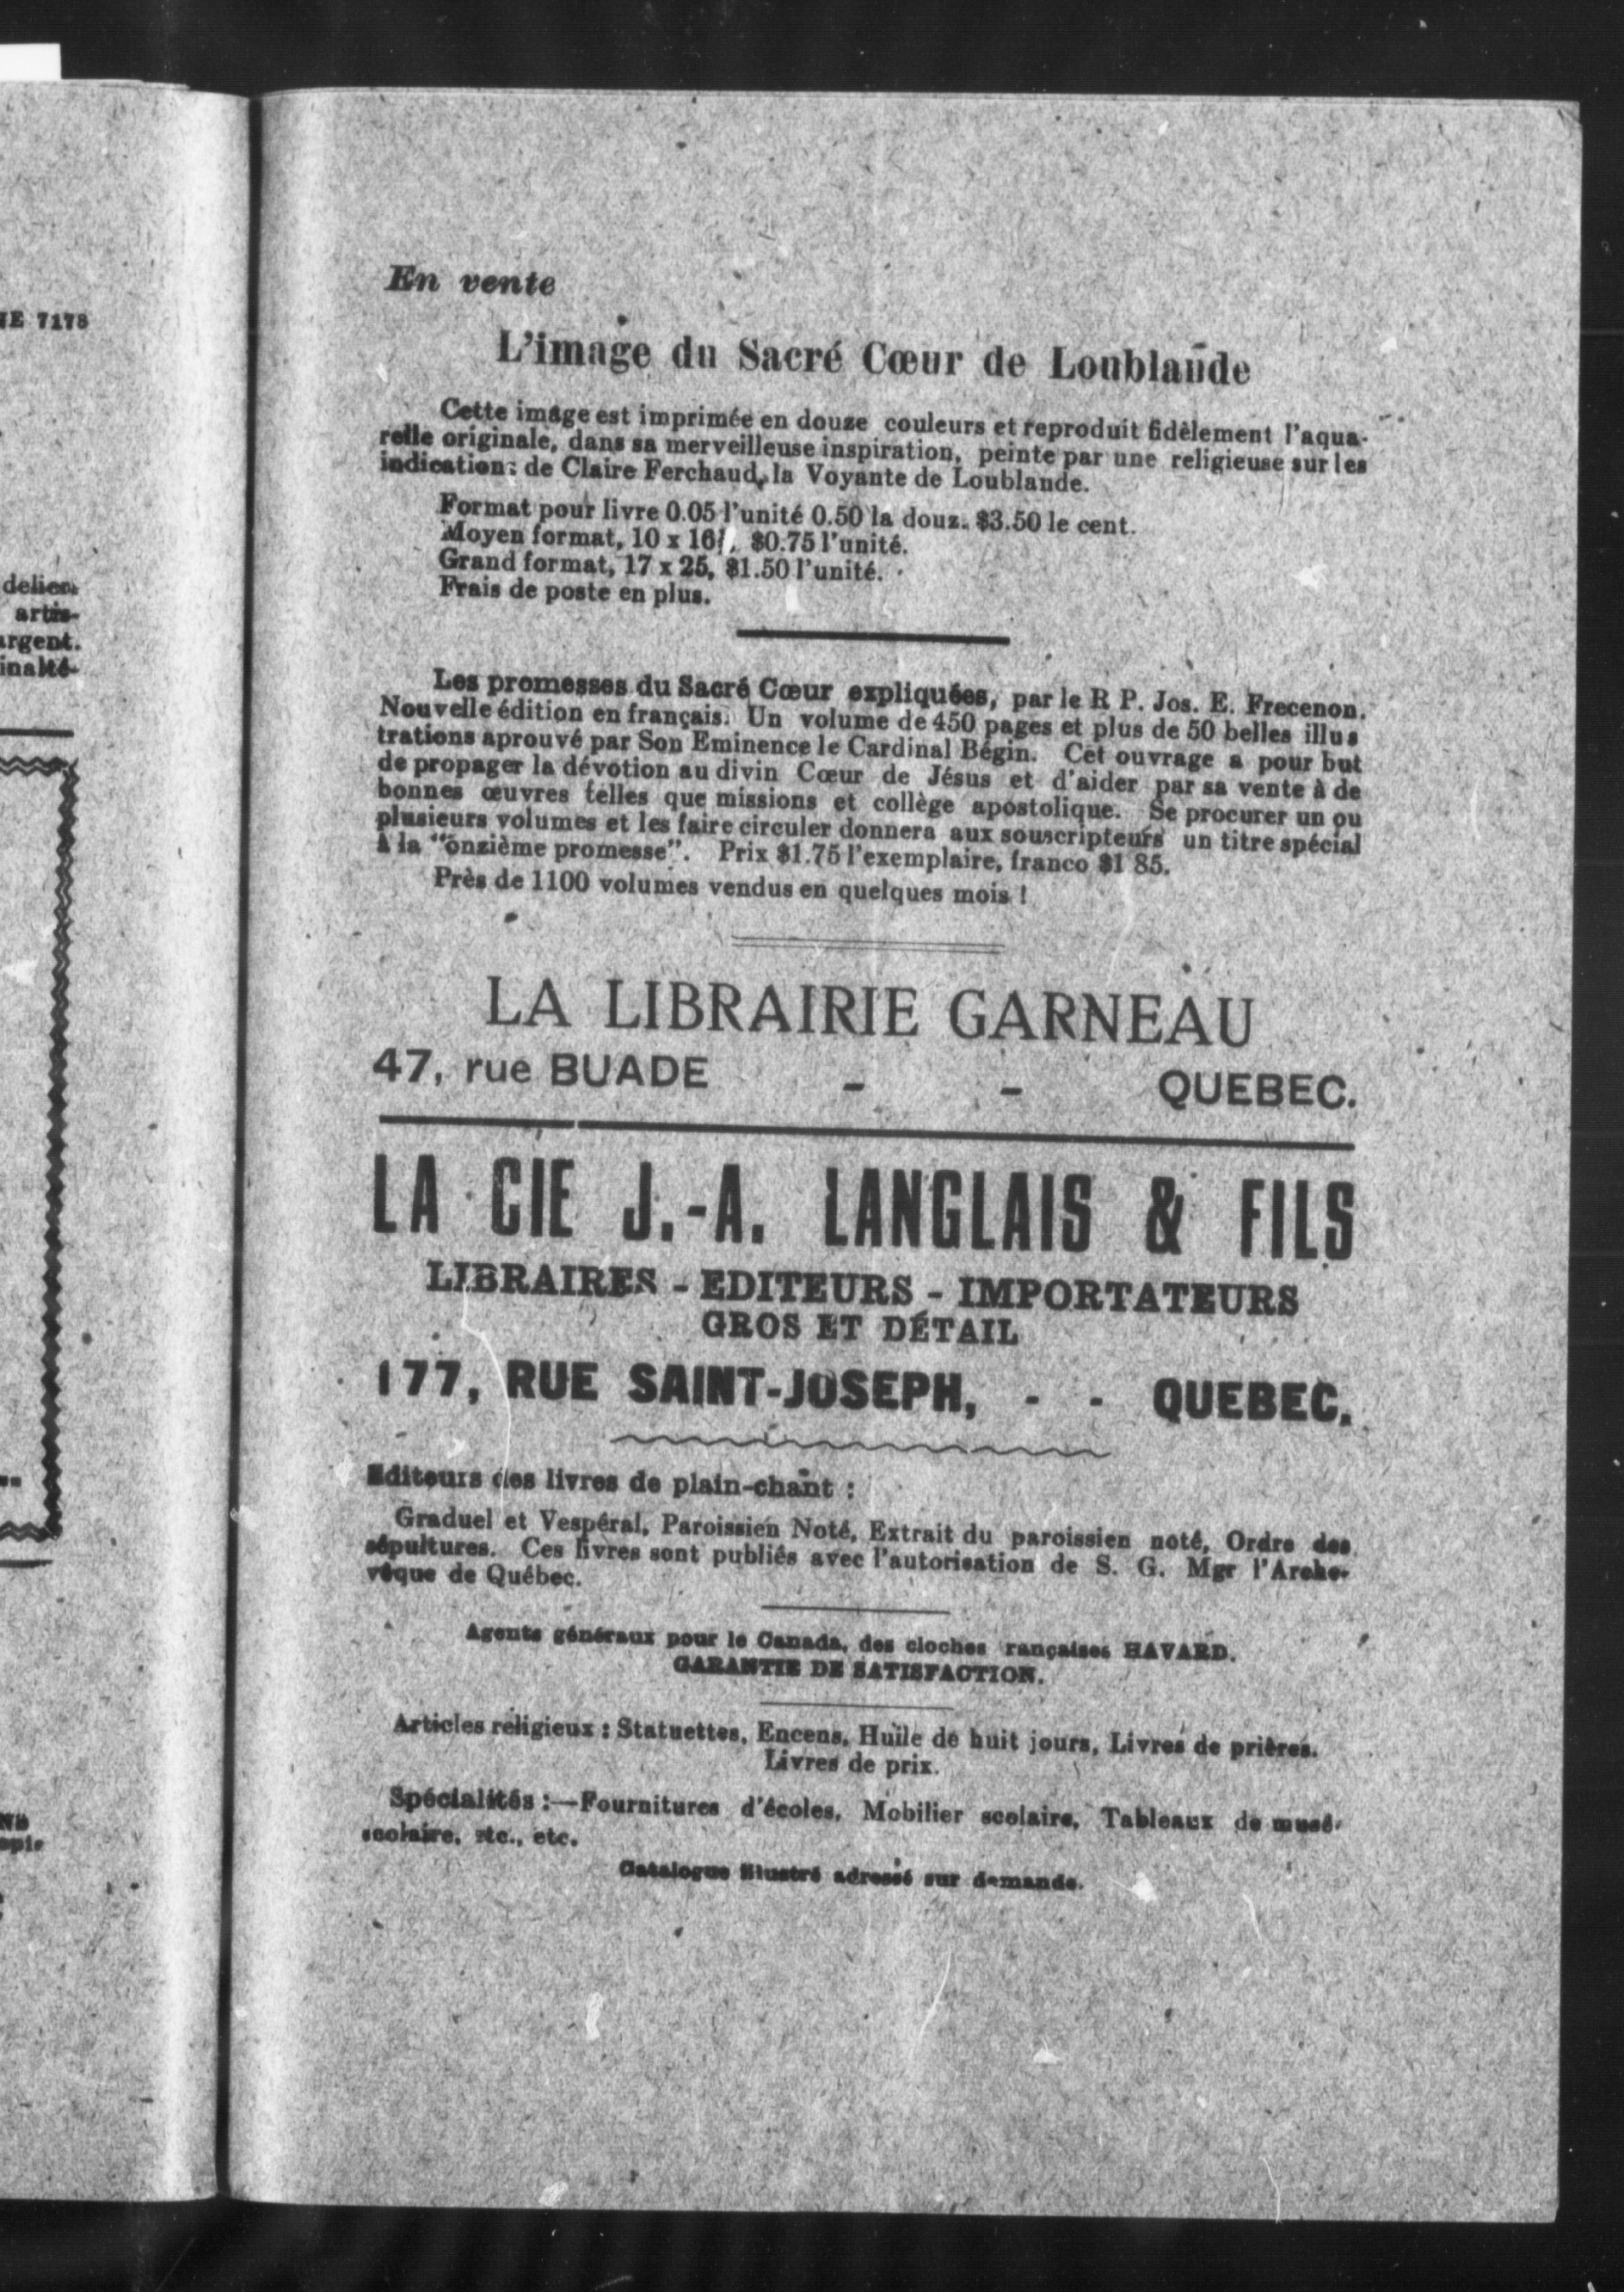 NE 7178
artis-
argent.
inalté-
En vente
L'image du Sacré Cœur de Loublande
Cette image est imprimée en douze couleurs et reproduit fidèlement l'aqua-
relle originale, dans sa merveilleuse inspiration, peinte par une religieuse sur les
indications de Claire Ferchaud, la Voyante de Loublande.
Format pour livre 0.05 l'unité 0.50 la douz. $3.50 le cent.
Moyen format, 10 x 16 $0.75 l'unité.
Grand format, 17 x 25, $1.50 l'unité.
Frais de poste en plus.
Les promesses du Sacré Cœur expliquées, par le R P. Jos. E. Frecenon.
Nouvelle édition en français. Un volume de 450 pages et plus de 50 belles illus
trations aprouvé par Son Eminence le Cardinal Bégin. Cet ouvrage a pour but
de propager la dévotion au divin Cœur de Jésus et d'aider par sa vente à de
bonnes œuvres telles que missions et collège apostolique. Se procurer un ou
plusieurs volumes et les faire circuler donnera aux souscripteurs un titre spécial
à la "onzième promesse". Prix $1.75 l'exemplaire, franco $1 85.
Près de 1100 volumes vendus en quelques mois !
LA LIBRAIRIE GARNEAU
47, rue BUADE - - QUEBEC.
LA CIE J.-A. LANGLAIS & FILS
LIBRAIRES - EDITEURS - IMPORTATEURS
GROS ET DÉTAIL
177, RUE SAINT-JOSEPH, - - QUEBEC.
Editeurs des livres de plain-chant :
Graduel et Vespéral, Paroissien Noté, Extrait du paroissien noté, Ordre des
sépultures. Ces livres sont publiés avec l'autorisation de S. G. Mgr l'Arche-
vêque de Québec.
Agents généraux pour le Canada, des cloches rançaises HAVARD.
GARANTIE DE SATISFACTION.
Articles religieux : Statuettes, Encens, Huile de huit jours, Livres de prières.
Livres de prix.
Spécialités :—Fournitures d'écoles, Mobilier scolaire, Tableaux de musé
scolaire, etc., etc.
Catalogue illustré adressé sur demande.